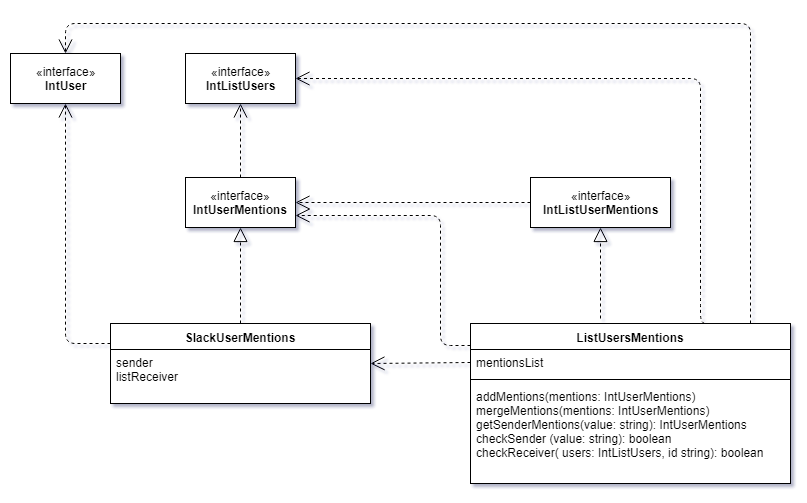 «interface»
IntUser
«interface»
IntListUsers
«interface»
IntUserMentions
«interface»
IntListUserMentions
SlackUserMentions
sender
listReceiver
ListUsersMentions
mentionsList
addMentions(mentions: IntUserMentions)
mergeMentions(mentions: IntUserMentions)
getSenderMentions(value: string): IntUserMentions
checkSender (value: string): boolean
checkReceiver( users: IntListUsers, id string): boolean